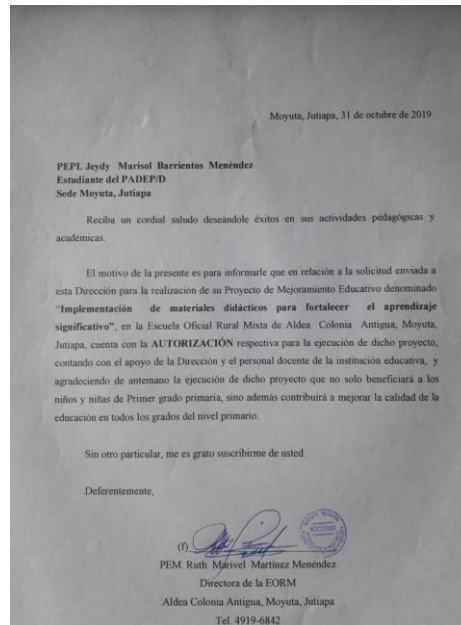 Moyuta, Jutiapa, 31 de octubre de 2019
PEPI. Jeydy Marisol Barrientos Menéndez
Estudiante del PADEP/D
Sede Moyuta, Jutiapa
Reciba un cordial saludo deseándole éxitos en sus actividades pedagógicas y
académicas.
El motivo de la presente es para informarle que en relación a la solicitud enviada a
esta Dirección para la realización de su Proyecto de Mejoramiento Educativo denominado
“Implementación de materiales didácticos para fortalecer el aprendizaje
significativo”, en la Escuela Oficial Rural Mixta de Aldea Colonia Antigua, Moyuta,
Jutiapa, cuenta con la AUTORIZACIÓN respectiva para la ejecución de dicho proyecto,
contando con el apoyo de la Dirección y el personal docente de la institución educativa, y
agradeciendo de antemano la ejecución de dicho proyecto que no solo beneficiará a los
niños y niñas de Primer grado primaria, sino además contribuirá a mejorar la calidad de la
educación en todos los grados del nivel primario.
Sin otro particular, me es grato suscribirme de usted.
Deferentemente,
(f)
PEM. Ruth Marivel Martínez Menéndez
Directora de la EORM
Aldea Colonia Antigua, Moyuta, Jutiapa
Tel. 4919-6842